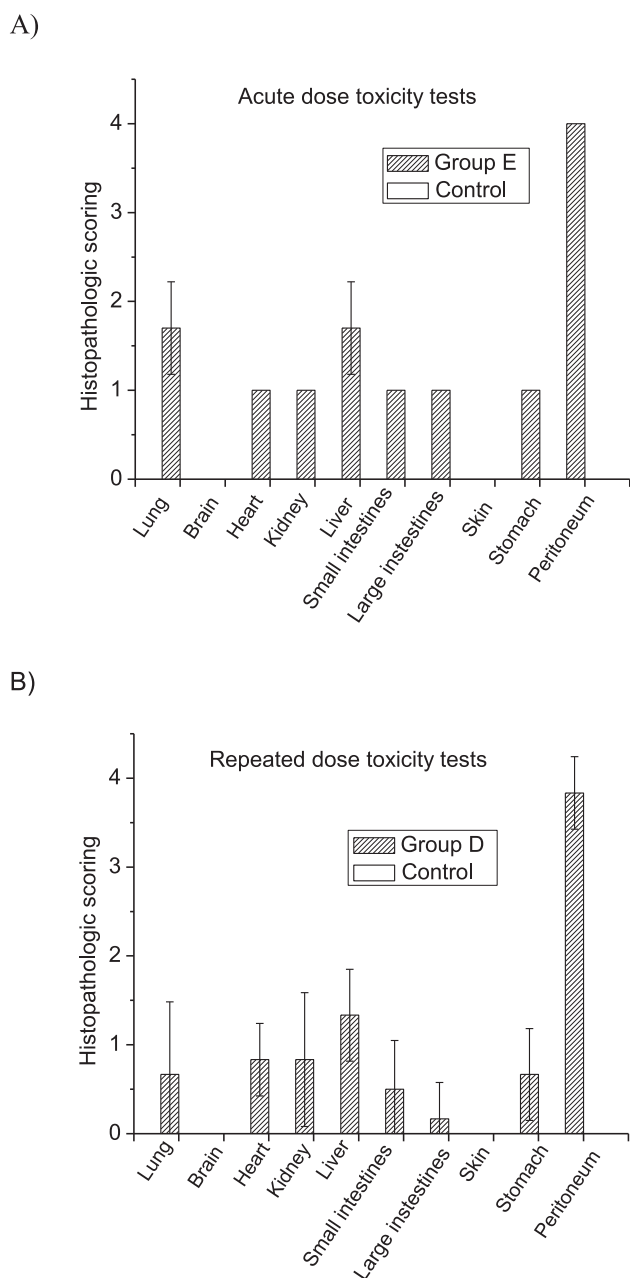 A)
Acute dose toxicity tests
Group E
Control
Histopathologic scoring
4
3
2
1
0
Lung
Brain
Heart
Kidney
Liver
Small intestines
Large instestines
Skin
Stomach
Peritoneum
B)
Repeated dose toxicity tests
Group D
Control
Histopathologic scoring
4
3
2
1
0
Lung
Brain
Heart
Kidney
Liver
Small intestines
Large instestines
Skin
Stomach
Peritoneum